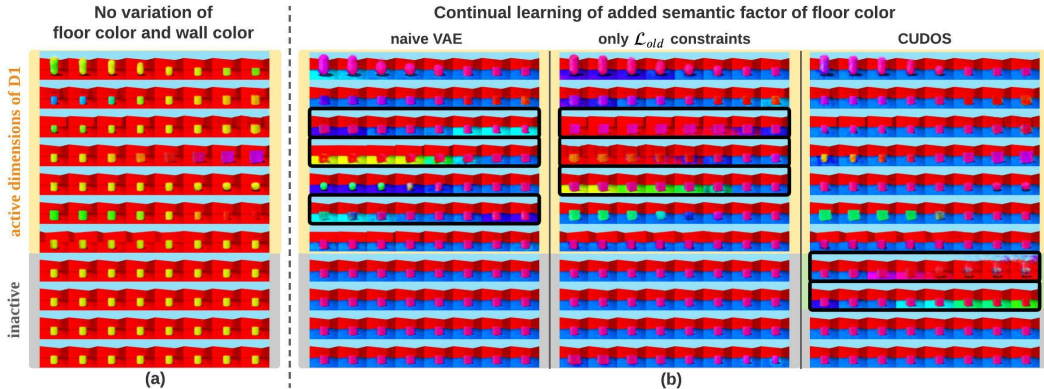 No variation of
floor color and wall color
Continual learning of added semantic factor of floor color
naive VAE
only ℒ_old constraints
CUDOS
active dimensions of D1
inactive
(a)
(b)